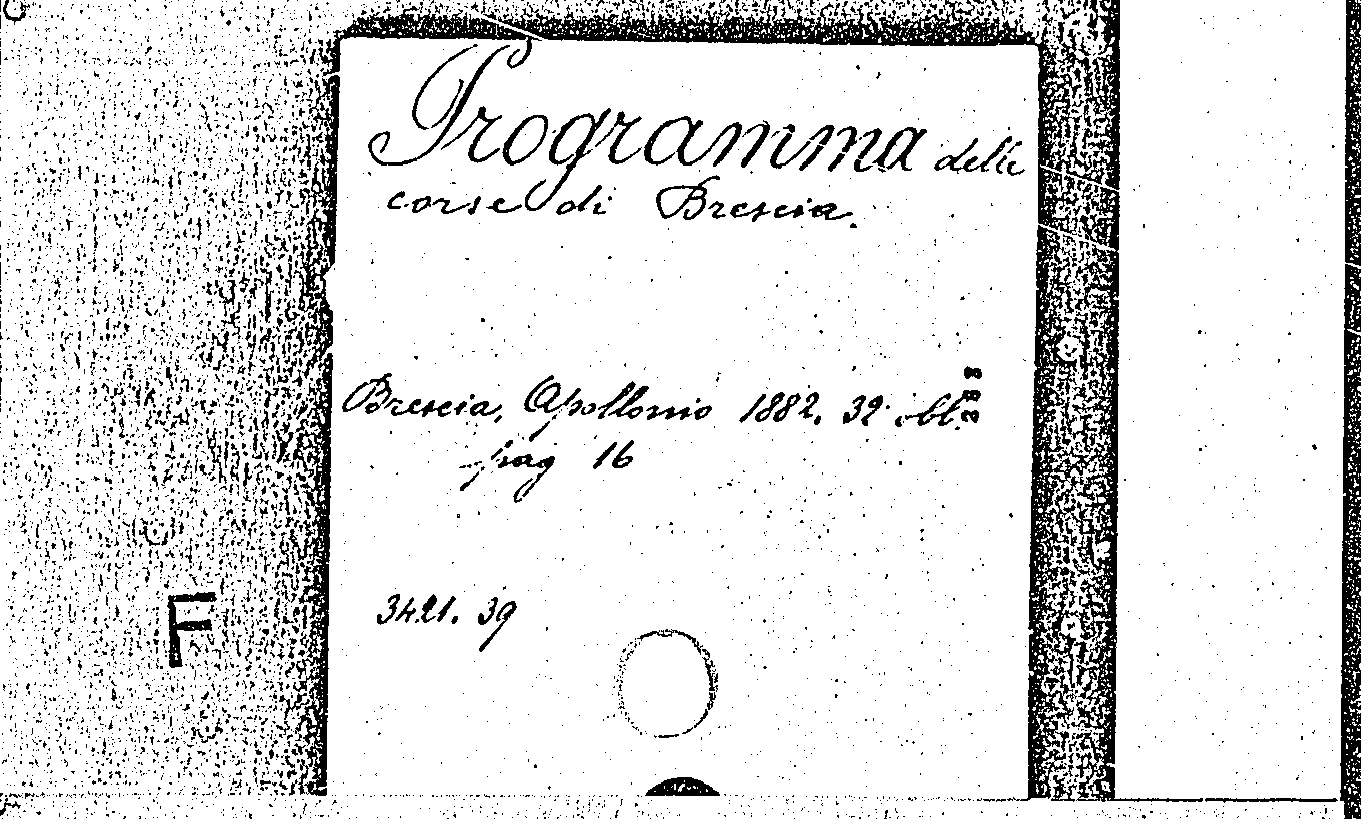 Programma delle
corse di Brescia.
Brescia, Apollonio 1882. 32. obl.
pag 16
3421. 39
F